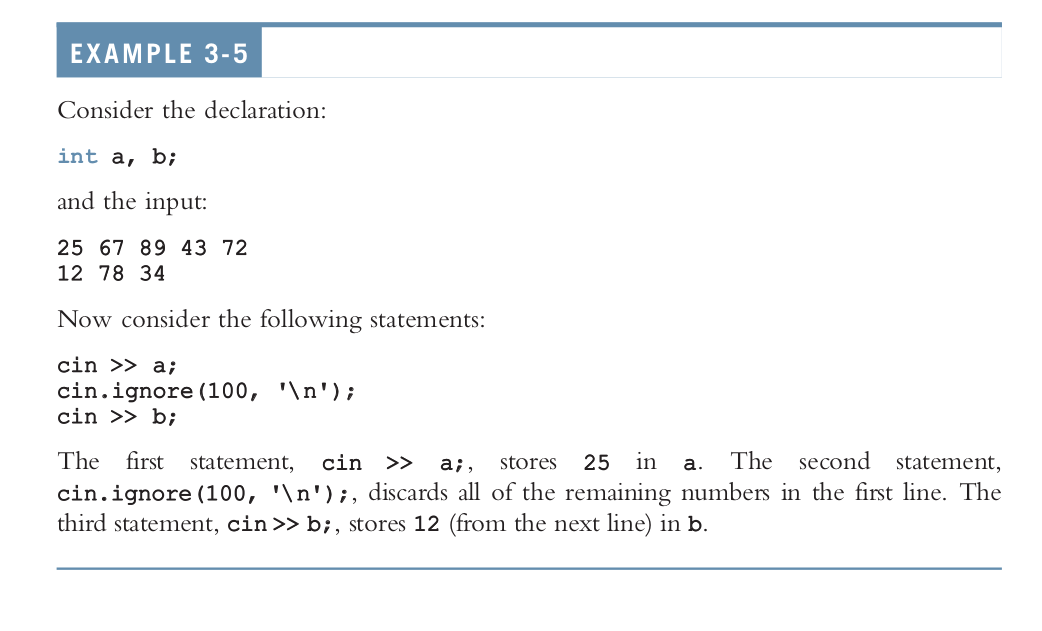 EXAMPLE 3-5
Consider the declaration:
int a, b;
and the input:
25 67 89 43 72
12 78 34
Now consider the following statements:
cin >> a;
cin.ignore(100, '\n');
cin >> b;
The first statement, cin >> a;, stores 25 in a. The second statement,
cin.ignore(100, '\n');, discards all of the remaining numbers in the first line. The
third statement, cin >> b;, stores 12 (from the next line) in b.